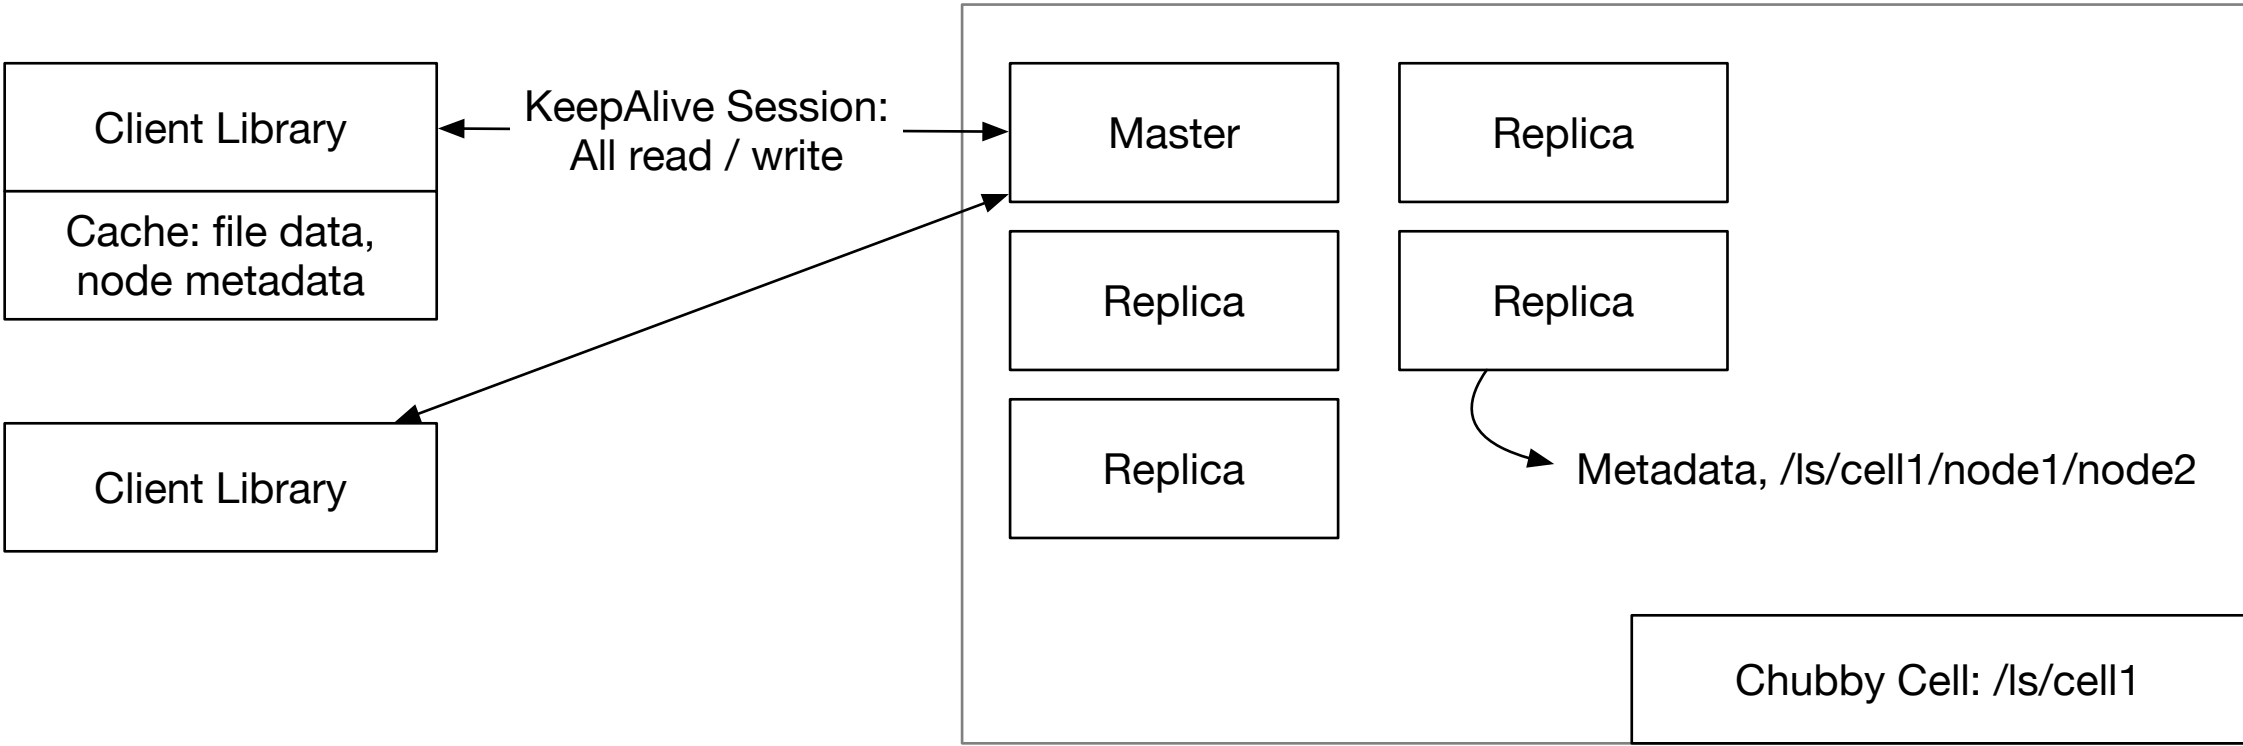 Client Library
Cache: file data,
node metadata
KeepAlive Session:
All read / write
Client Library
Master
Replica
Replica
Replica
Replica
Metadata, /ls/cell1/node1/node2
Chubby Cell: /ls/cell1